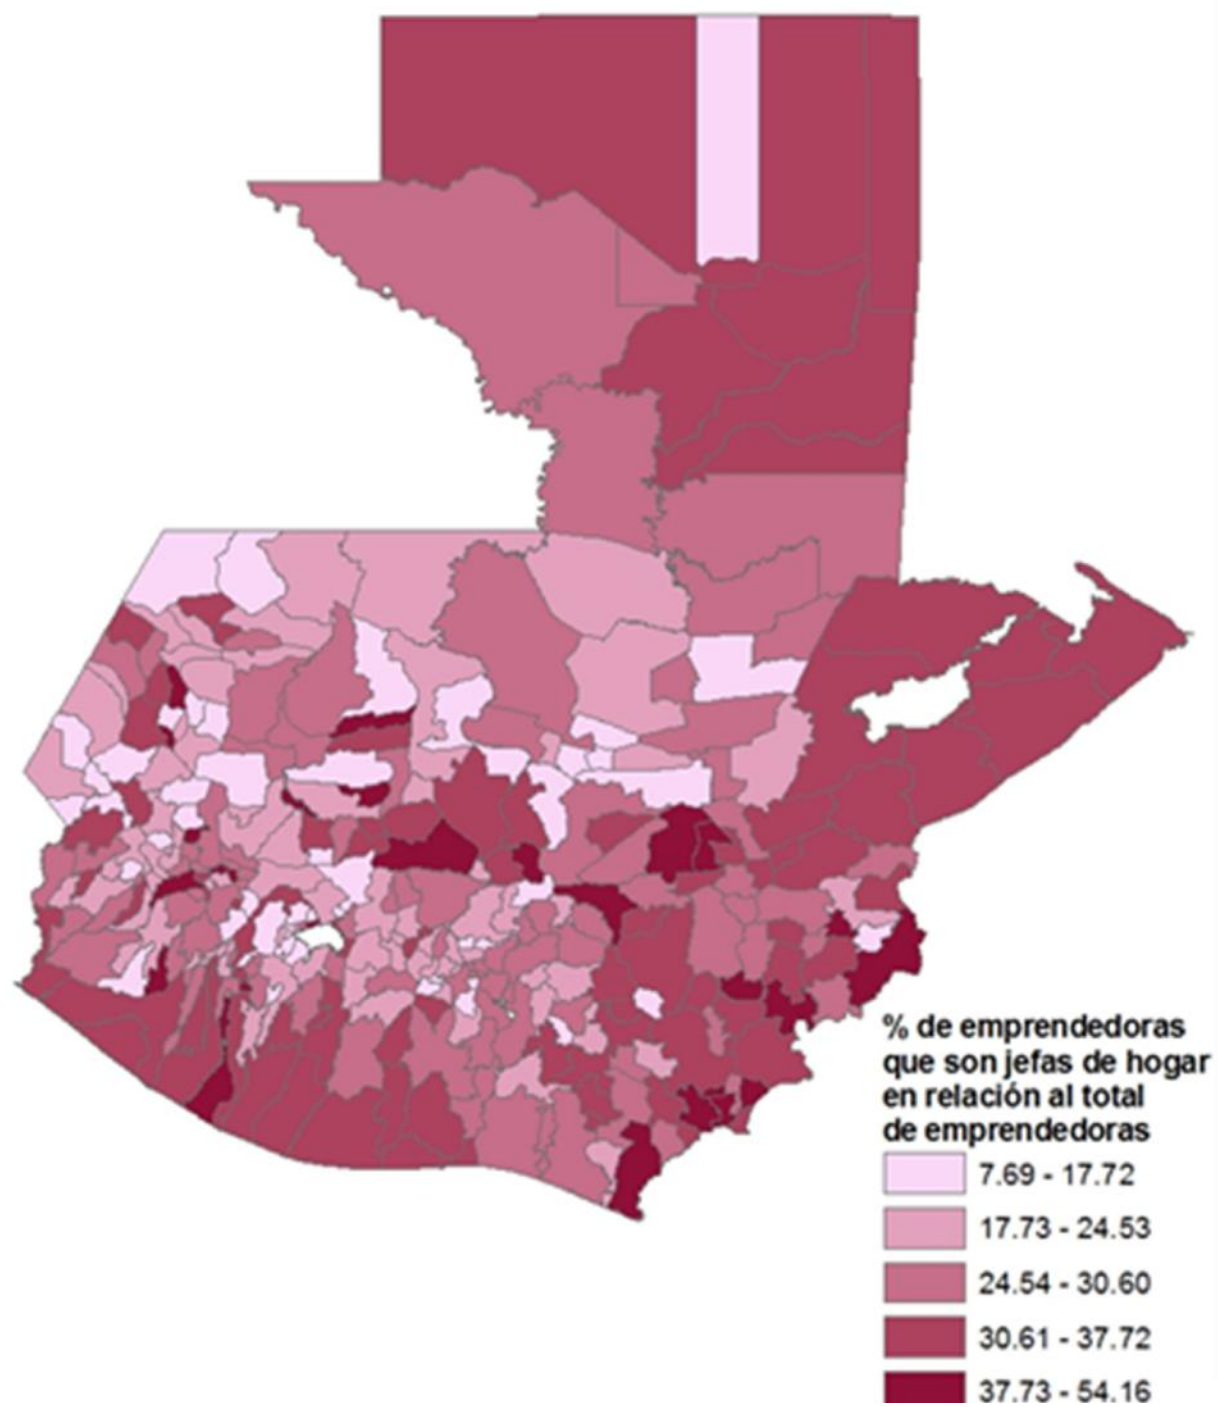 % de emprendedoras
que son jefas de hogar
en relación al total
de emprendedoras
7.69 - 17.72
17.73 - 24.53
24.54 - 30.60
30.61 - 37.72
37.73 - 54.16